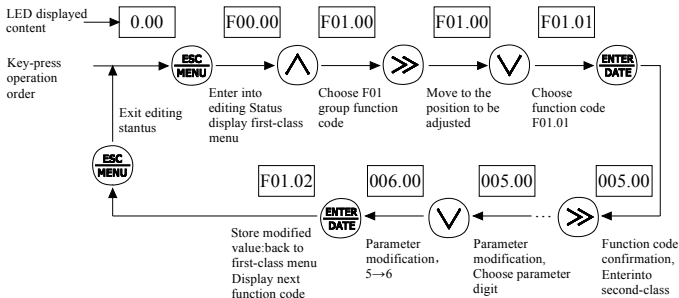 LED displayed
content
0.00
F00.00
F01.00
F01.00
F01.01
Key-press
operation
order
ESC
MENU
ENTER
DATE
Enter into
editing Status
display first-class
menu
Choose F01
group function
code
Move to the
position to be
adjusted
Choose
function code
F01.01
Exit editing
stantus
ESC
MENU
F01.02
006.00
005.00
005.00
ENTER
DATE
...
Store modified
value:back to
first-class menu
Display next
function code
Parameter
modification,
5→6
Parameter
modification,
Choose parameter
digit
Function code
confirmation,
Enterinto
second-class